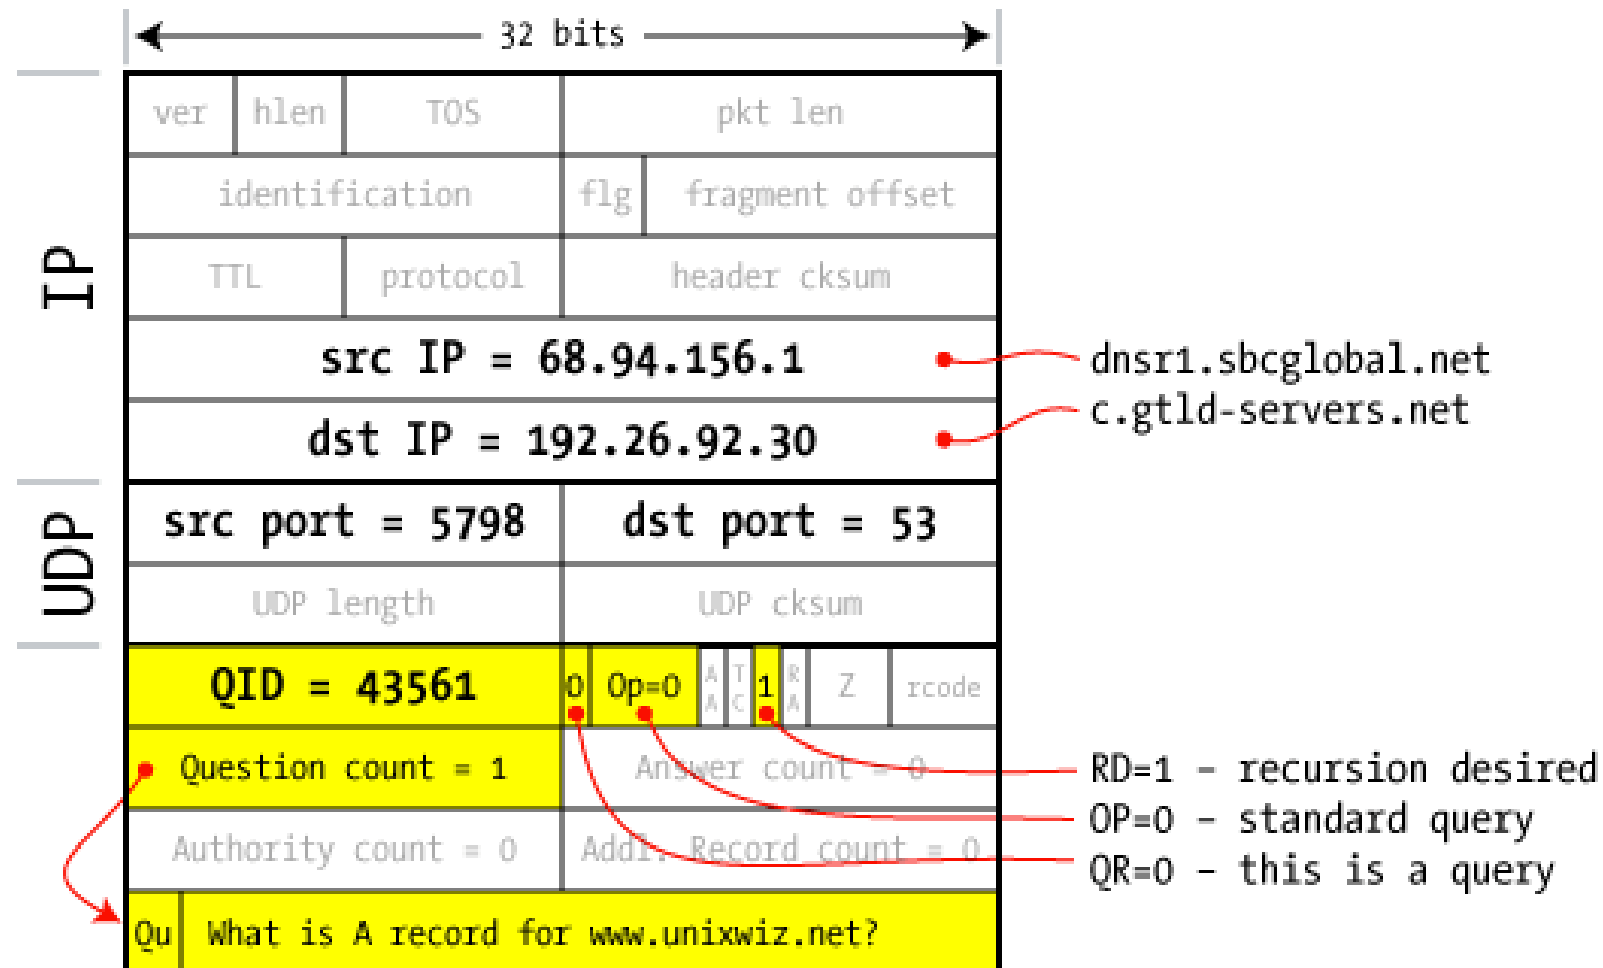 32 bits
ver hlen TOS pkt len
identification flg fragment offset
TTL protocol header cksum
IP
src IP = 68.94.156.1
dnsr1.sbcglobal.net
dst IP = 192.26.92.30
c.gtld-servers.net
UDP
src port = 5798 dst port = 53
UDP length UDP cksum
QID = 43561 0 Op=0 AA TC 1 RA Z rcode
Question count = 1 Answer count = 0
RD=1 – recursion desired
OP=0 – standard query
Authority count = 0 Addl. Record count = 0
QR=0 – this is a query
Qu What is A record for www.unixwiz.net?